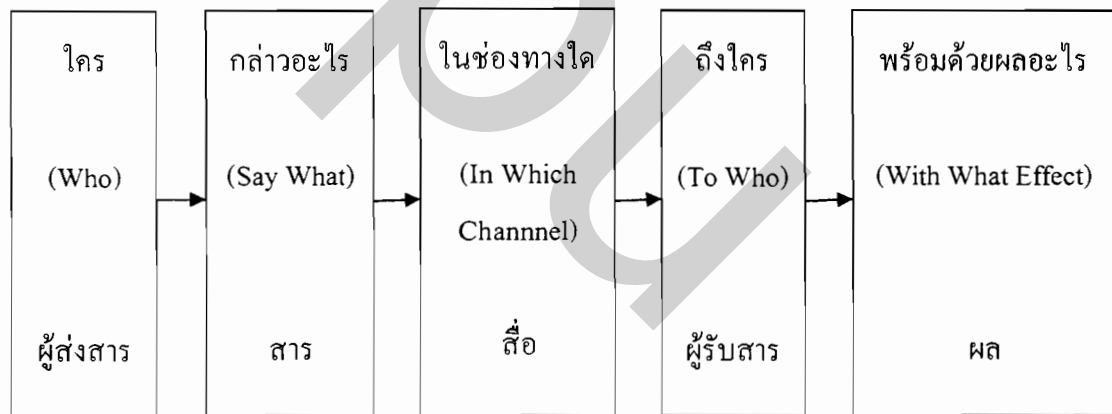 ใคร
(Who)
ผู้ส่งสาร
กล่าวอะไร
(Say What)
สาร
ในช่องทางใด
(In Which
Channnel)
สื่อ
ถึงใคร
(To Who)
ผู้รับสาร
พร้อมด้วยผลอะไร
(With What Effect)
ผล